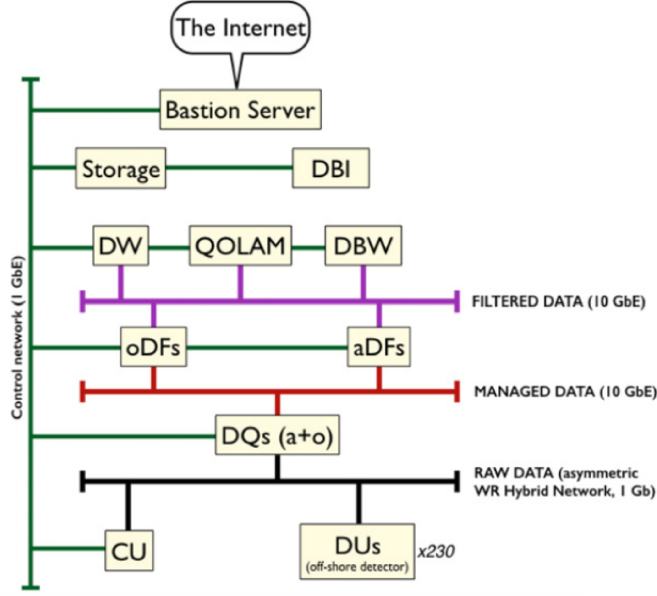 The Internet
Bastion Server
Storage
DBI
DW
QOLAM
DBW
FILTERED DATA (10 GbE)
oDFs
aDFs
MANAGED DATA (10 GbE)
DQs (a+o)
RAW DATA (asymmetric
WR Hybrid Network, 1 Gb)
CU
DUs
(off-shore detector)
x230
Control network (1 GbE)